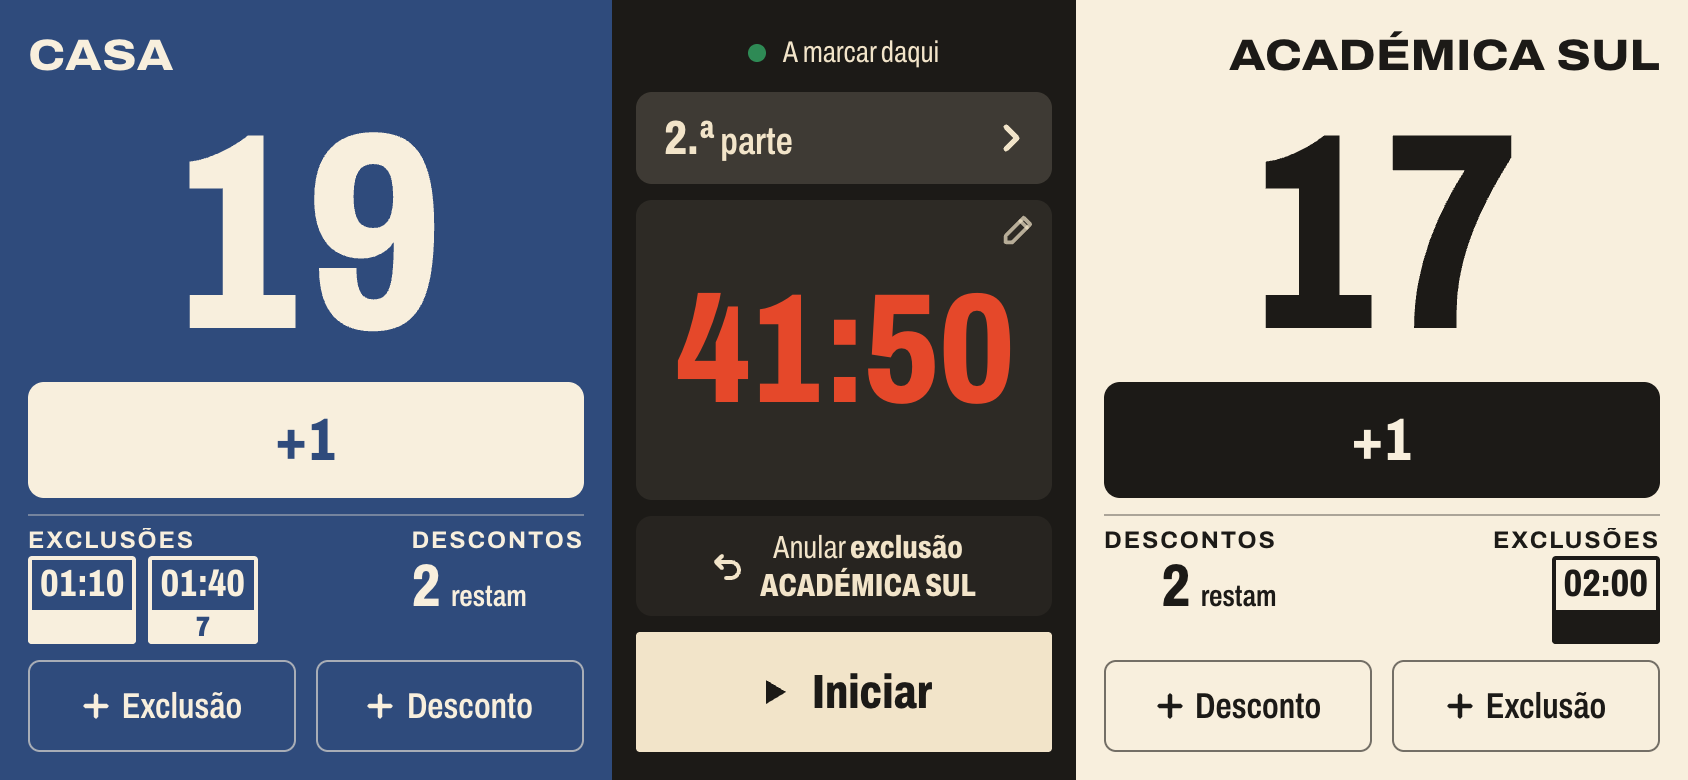 CASA
19
+1
EXCLUSÕES
DESCONTOS
01:10
01:40
7
2 restam
+ Exclusão
+ Desconto
A marcar daqui
2.ª parte
41:50
Anular exclusão
ACADÉMICA SUL
Iniciar
ACADÉMICA SUL
17
+1
DESCONTOS
EXCLUSÕES
2 restam
02:00
+ Desconto
+ Exclusão